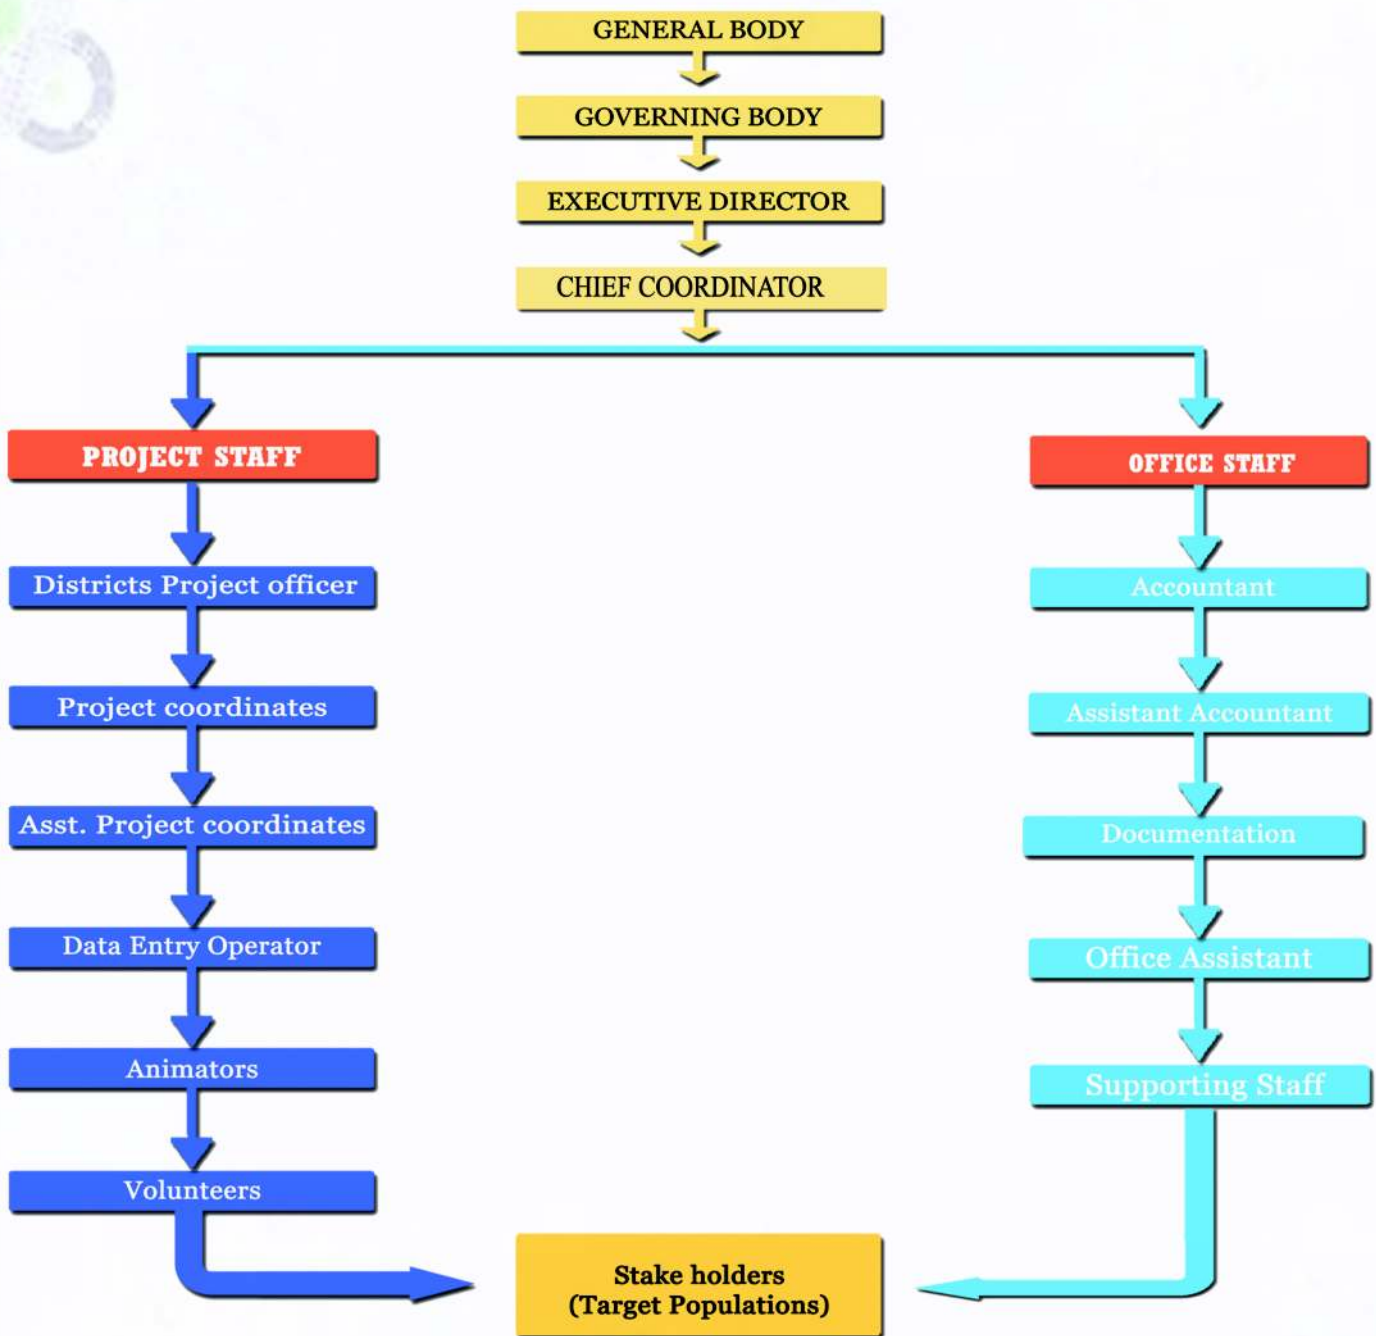 GENERAL BODY
GOVERNING BODY
EXECUTIVE DIRECTOR
CHIEF COORDINATOR
PROJECT STAFF
Districts Project officer
Project coordinates
Asst. Project coordinates
Data Entry Operator
Animators
Volunteers
OFFICE STAFF
Accountant
Assistant Accountant
Documentation
Office Assistant
Supporting Staff
Stake holders
(Target Populations)